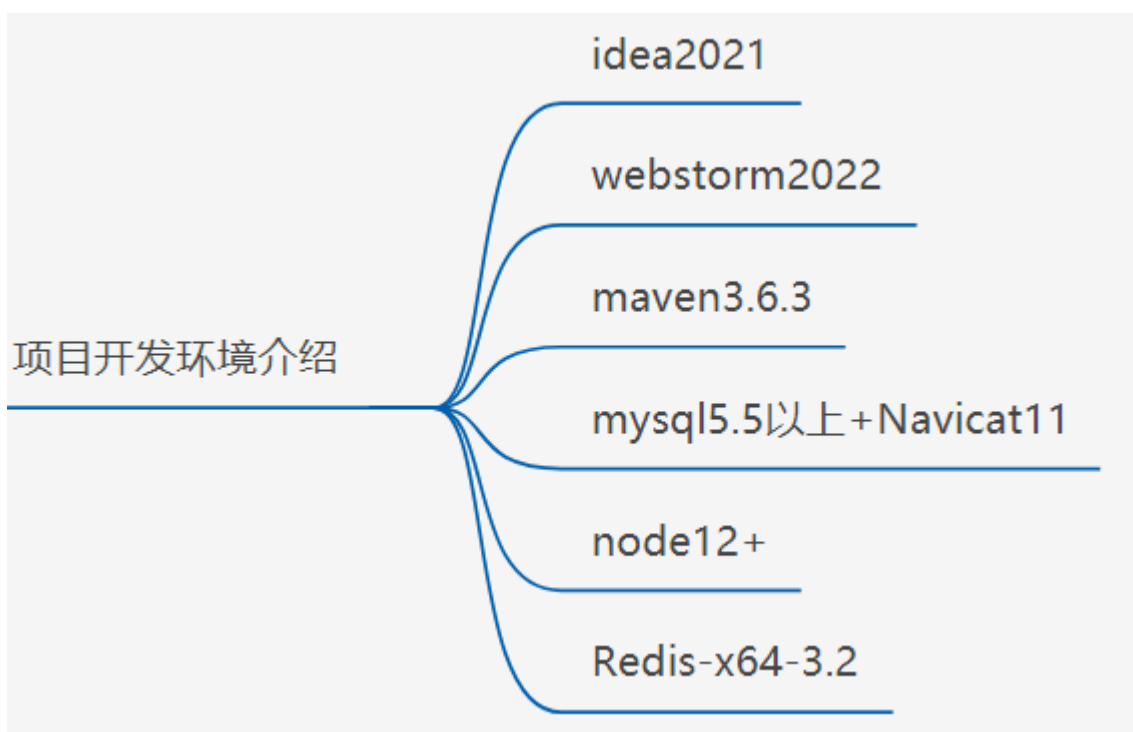 idea2021
webstorm2022
maven3.6.3
项目开发环境介绍
mysql5.5以上+Navicat11
node12+
Redis-x64-3.2